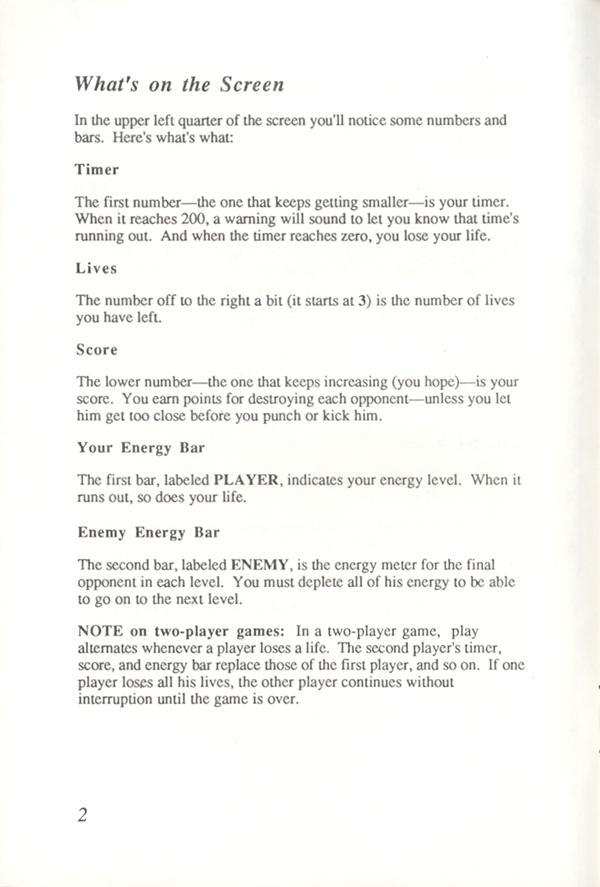 What's on the Screen
In the upper left quarter of the screen you'll notice some numbers and
bars. Here's what's what:
Timer
The first number—the one that keeps getting smaller—is your timer.
When it reaches 200, a warning will sound to let you know that time's
running out. And when the timer reaches zero, you lose your life.
Lives
The number off to the right a bit (it starts at 3) is the number of lives
you have left.
Score
The lower number—the one that keeps increasing (you hope)—is your
score. You earn points for destroying each opponent—unless you let
him get too close before you punch or kick him.
Your Energy Bar
The first bar, labeled PLAYER, indicates your energy level. When it
runs out, so does your life.
Enemy Energy Bar
The second bar, labeled ENEMY, is the energy meter for the final
opponent in each level. You must deplete all of his energy to be able
to go on to the next level.
NOTE on two-player games: In a two-player game, play
alternates whenever a player loses a life. The second player's timer,
score, and energy bar replace those of the first player, and so on. If one
player loses all his lives, the other player continues without
interruption until the game is over.
2